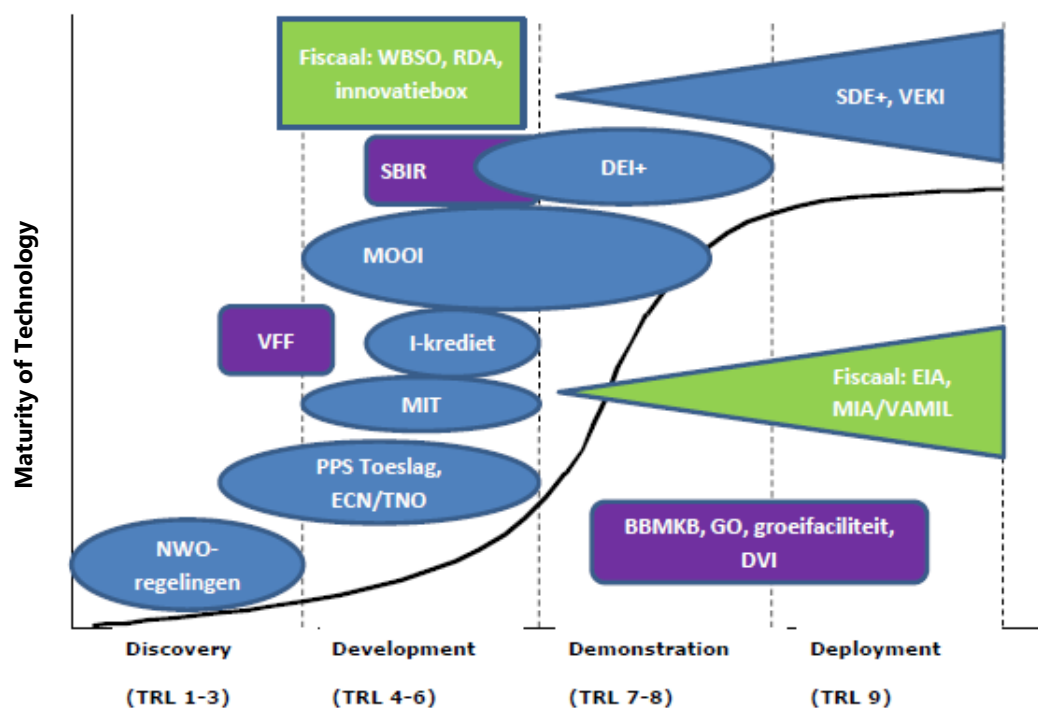 Maturity of Technology
Fiscaal: WBSO, RDA,
innovatiebox
SDE+, VEKI
SBIR
DEI+
MOOI
VFF
I-krediet
MIT
Fiscaal: EIA,
MIA/VAMIL
PPS Toeslag,
ECN/TNO
BBMKB, GO, groeifaciliteit,
DVI
NWO-
regelingen
Discovery
(TRL 1-3)
Development
(TRL 4-6)
Demonstration
(TRL 7-8)
Deployment
(TRL 9)